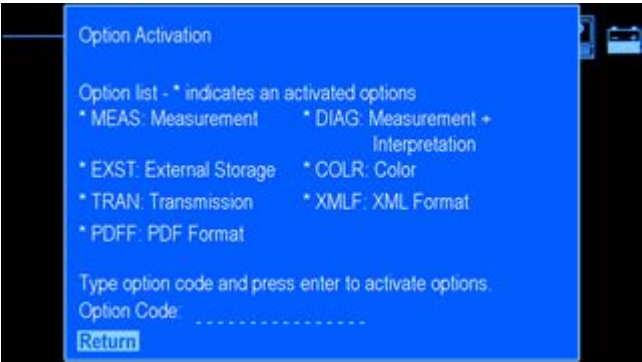 Option Activation
Option list - * indicates an activated options
* MEAS: Measurement * DIAG: Measurement +
Interpretation
* EXST: External Storage * COLR: Color
* TRAN: Transmission * XMLF: XML Format
* PDFF: PDF Format
Type option code and press enter to activate options.
Option Code: _ _ _ _ _ _ _ _ _ _ _ _ _ _ _
Return